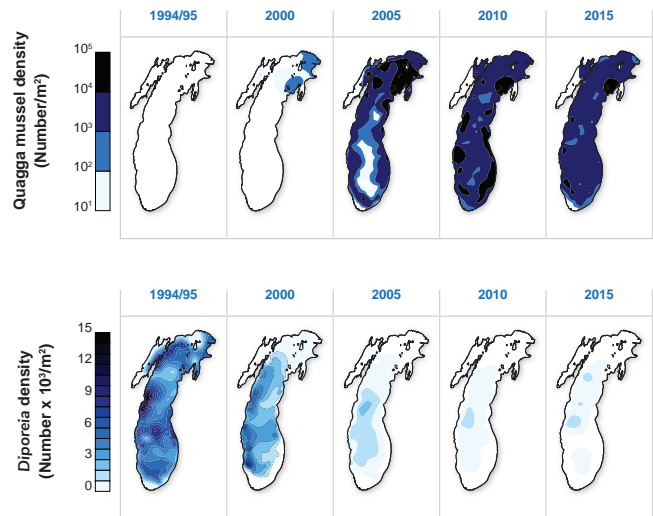 1994/95 2000 2005 2010 2015
Quagga mussel density
(Number/m²)
10⁵
10⁴
10³
10²
10¹
1994/95 2000 2005 2010 2015
Diporeia density
(Number x 10³/m²)
15
12
9
6
3
0